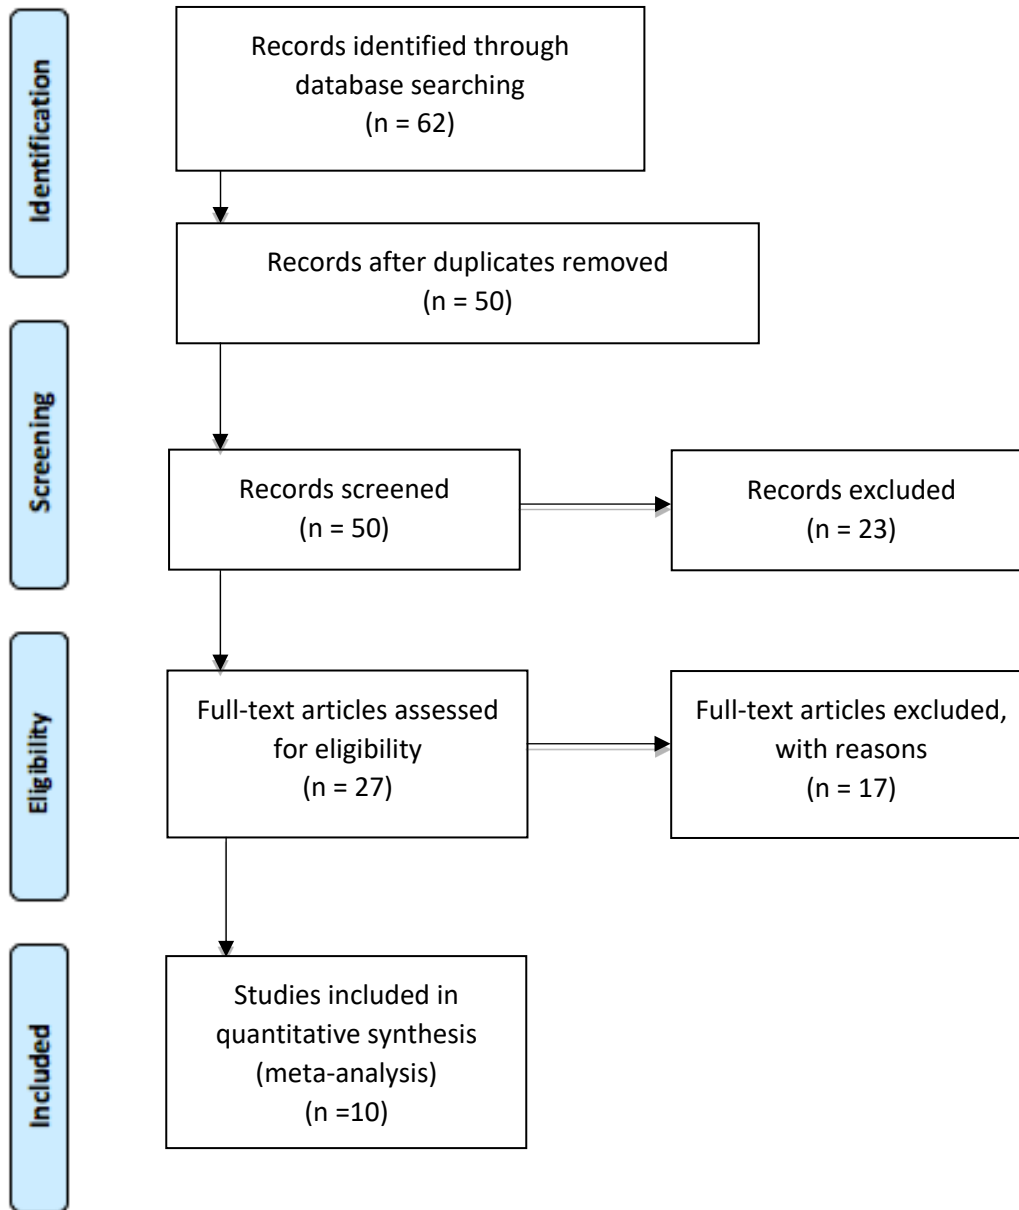 Identification
Records identified through
database searching
(n = 62)
Records after duplicates removed
(n = 50)
Screening
Records screened
(n = 50)
Records excluded
(n = 23)
Eligibility
Full-text articles assessed
for eligibility
(n = 27)
Full-text articles excluded,
with reasons
(n = 17)
Included
Studies included in
quantitative synthesis
(meta-analysis)
(n =10)